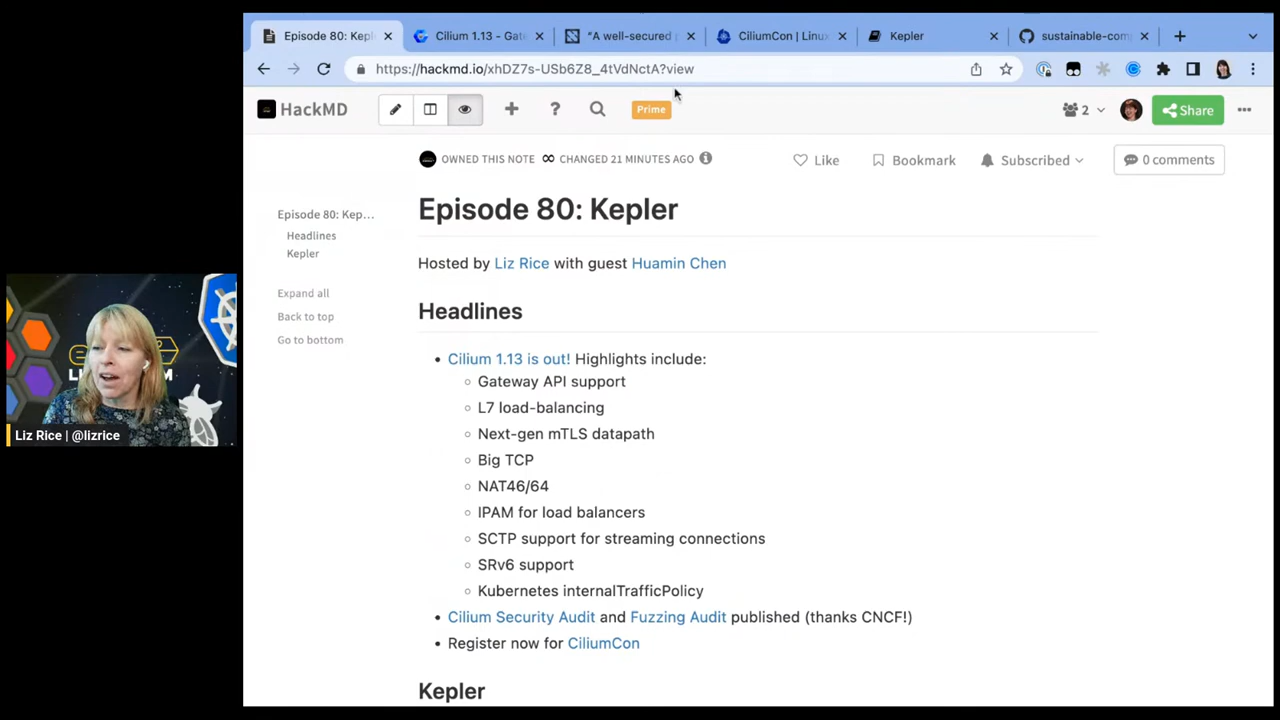 Episode 80: Kepl
Cilium 1.13 - Gat
"A well-secured
CiliumCon | Linux
Kepler
sustainable-com
https://hackmd.io/xhDZ7s-USb6Z8_4tVdNctA?view
HackMD
Prime
2
Share
OWNED THIS NOTE
CHANGED 21 MINUTES AGO
Like
Bookmark
Subscribed
0 comments
Episode 80: Kep...
Headlines
Kepler
Expand all
Back to top
Go to bottom
Episode 80: Kepler
Hosted by Liz Rice with guest Huamin Chen
Headlines
Cilium 1.13 is out! Highlights include:
Gateway API support
L7 load-balancing
Next-gen mTLS datapath
Big TCP
NAT46/64
IPAM for load balancers
SCTP support for streaming connections
SRv6 support
Kubernetes internalTrafficPolicy
Cilium Security Audit and Fuzzing Audit published (thanks CNCF!)
Register now for CiliumCon
Kepler
Liz Rice | @lizrice